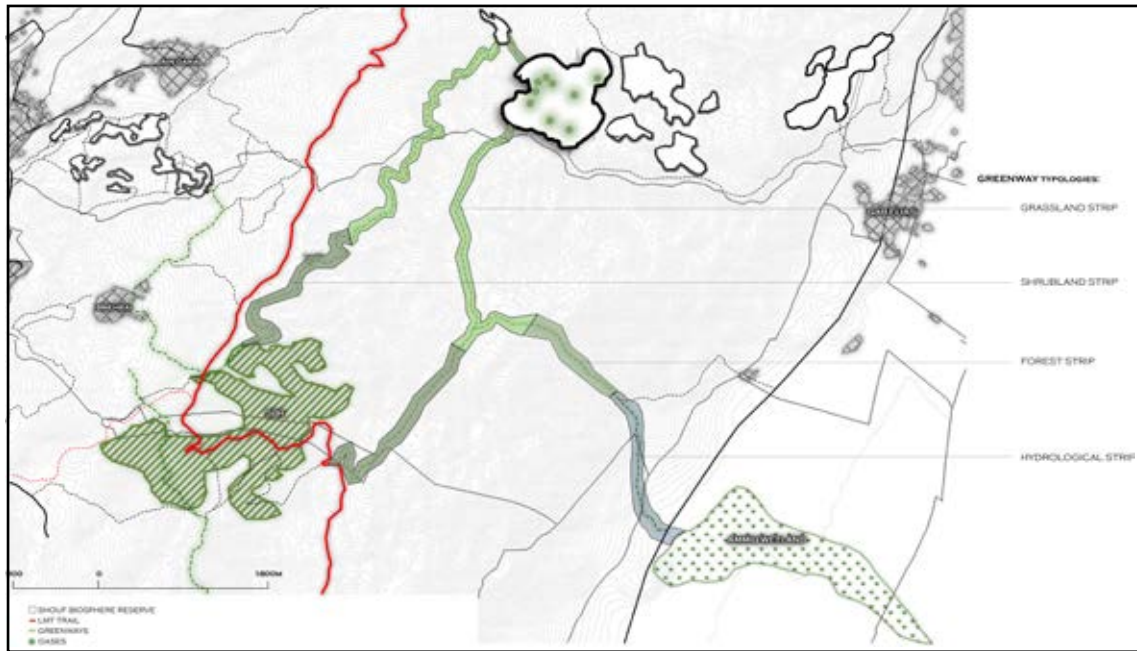 GREENWAY TYPOLOGIES:
GRASSLAND STRIP
SHRUBLAND STRIP
FOREST STRIP
HYDROLOGICAL STRIP
AMMIQ WETLAND
0
1800M
SHOUF BIOSPHERE RESERVE
LMT TRAIL
GREENWAYS
OASES